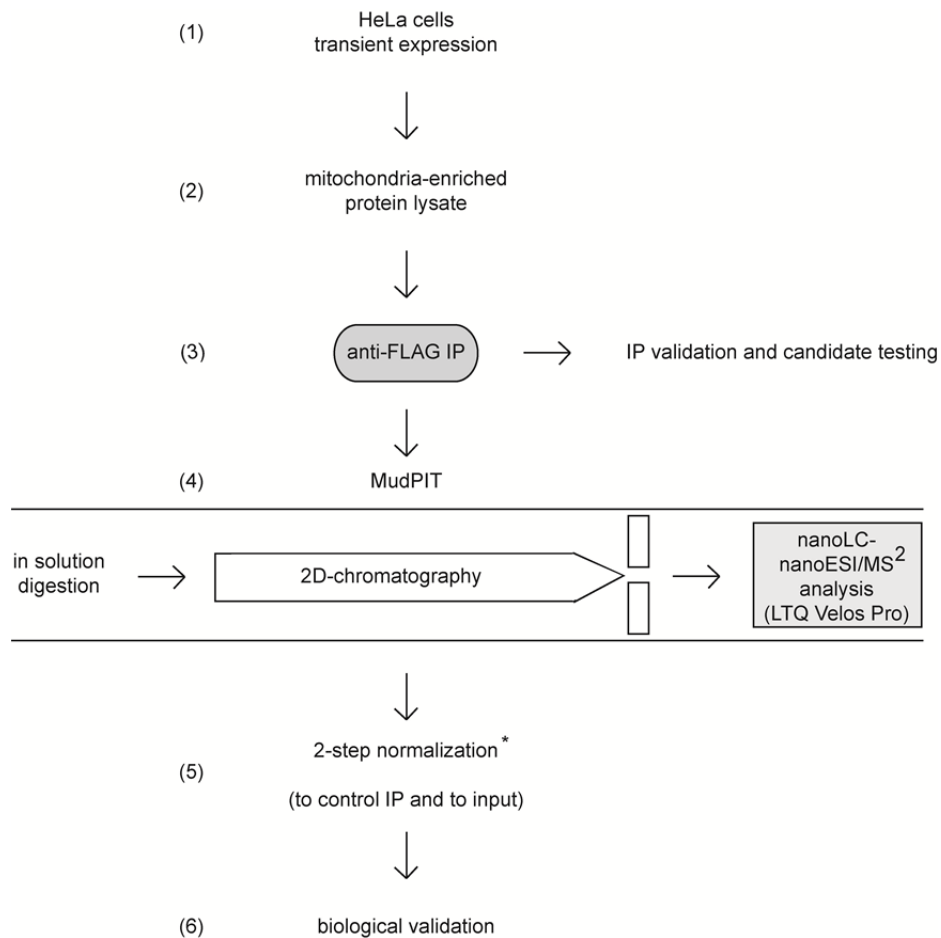 (1)
HeLa cells
transient expression
(2)
mitochondria-enriched
protein lysate
(3)
anti-FLAG IP
IP validation and candidate testing
(4)
MudPIT
in solution
digestion
2D-chromatography
nanoLC-
nanoESI/MS²
analysis
(LTQ Velos Pro)
(5)
2-step normalization*
(to control IP and to input)
(6)
biological validation